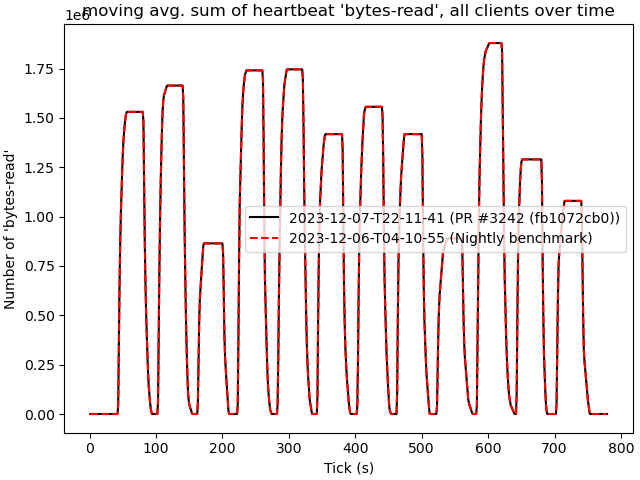 moving avg. sum of heartbeat 'bytes-read', all clients over time
1e6
Number of 'bytes-read'
1.75
1.50
1.25
1.00
0.75
0.50
0.25
0.00
2023-12-07-T22-11-41 (PR #3242 (fb1072cb0))
2023-12-06-T04-10-55 (Nightly benchmark)
0 100 200 300 400 500 600 700 800
Tick (s)